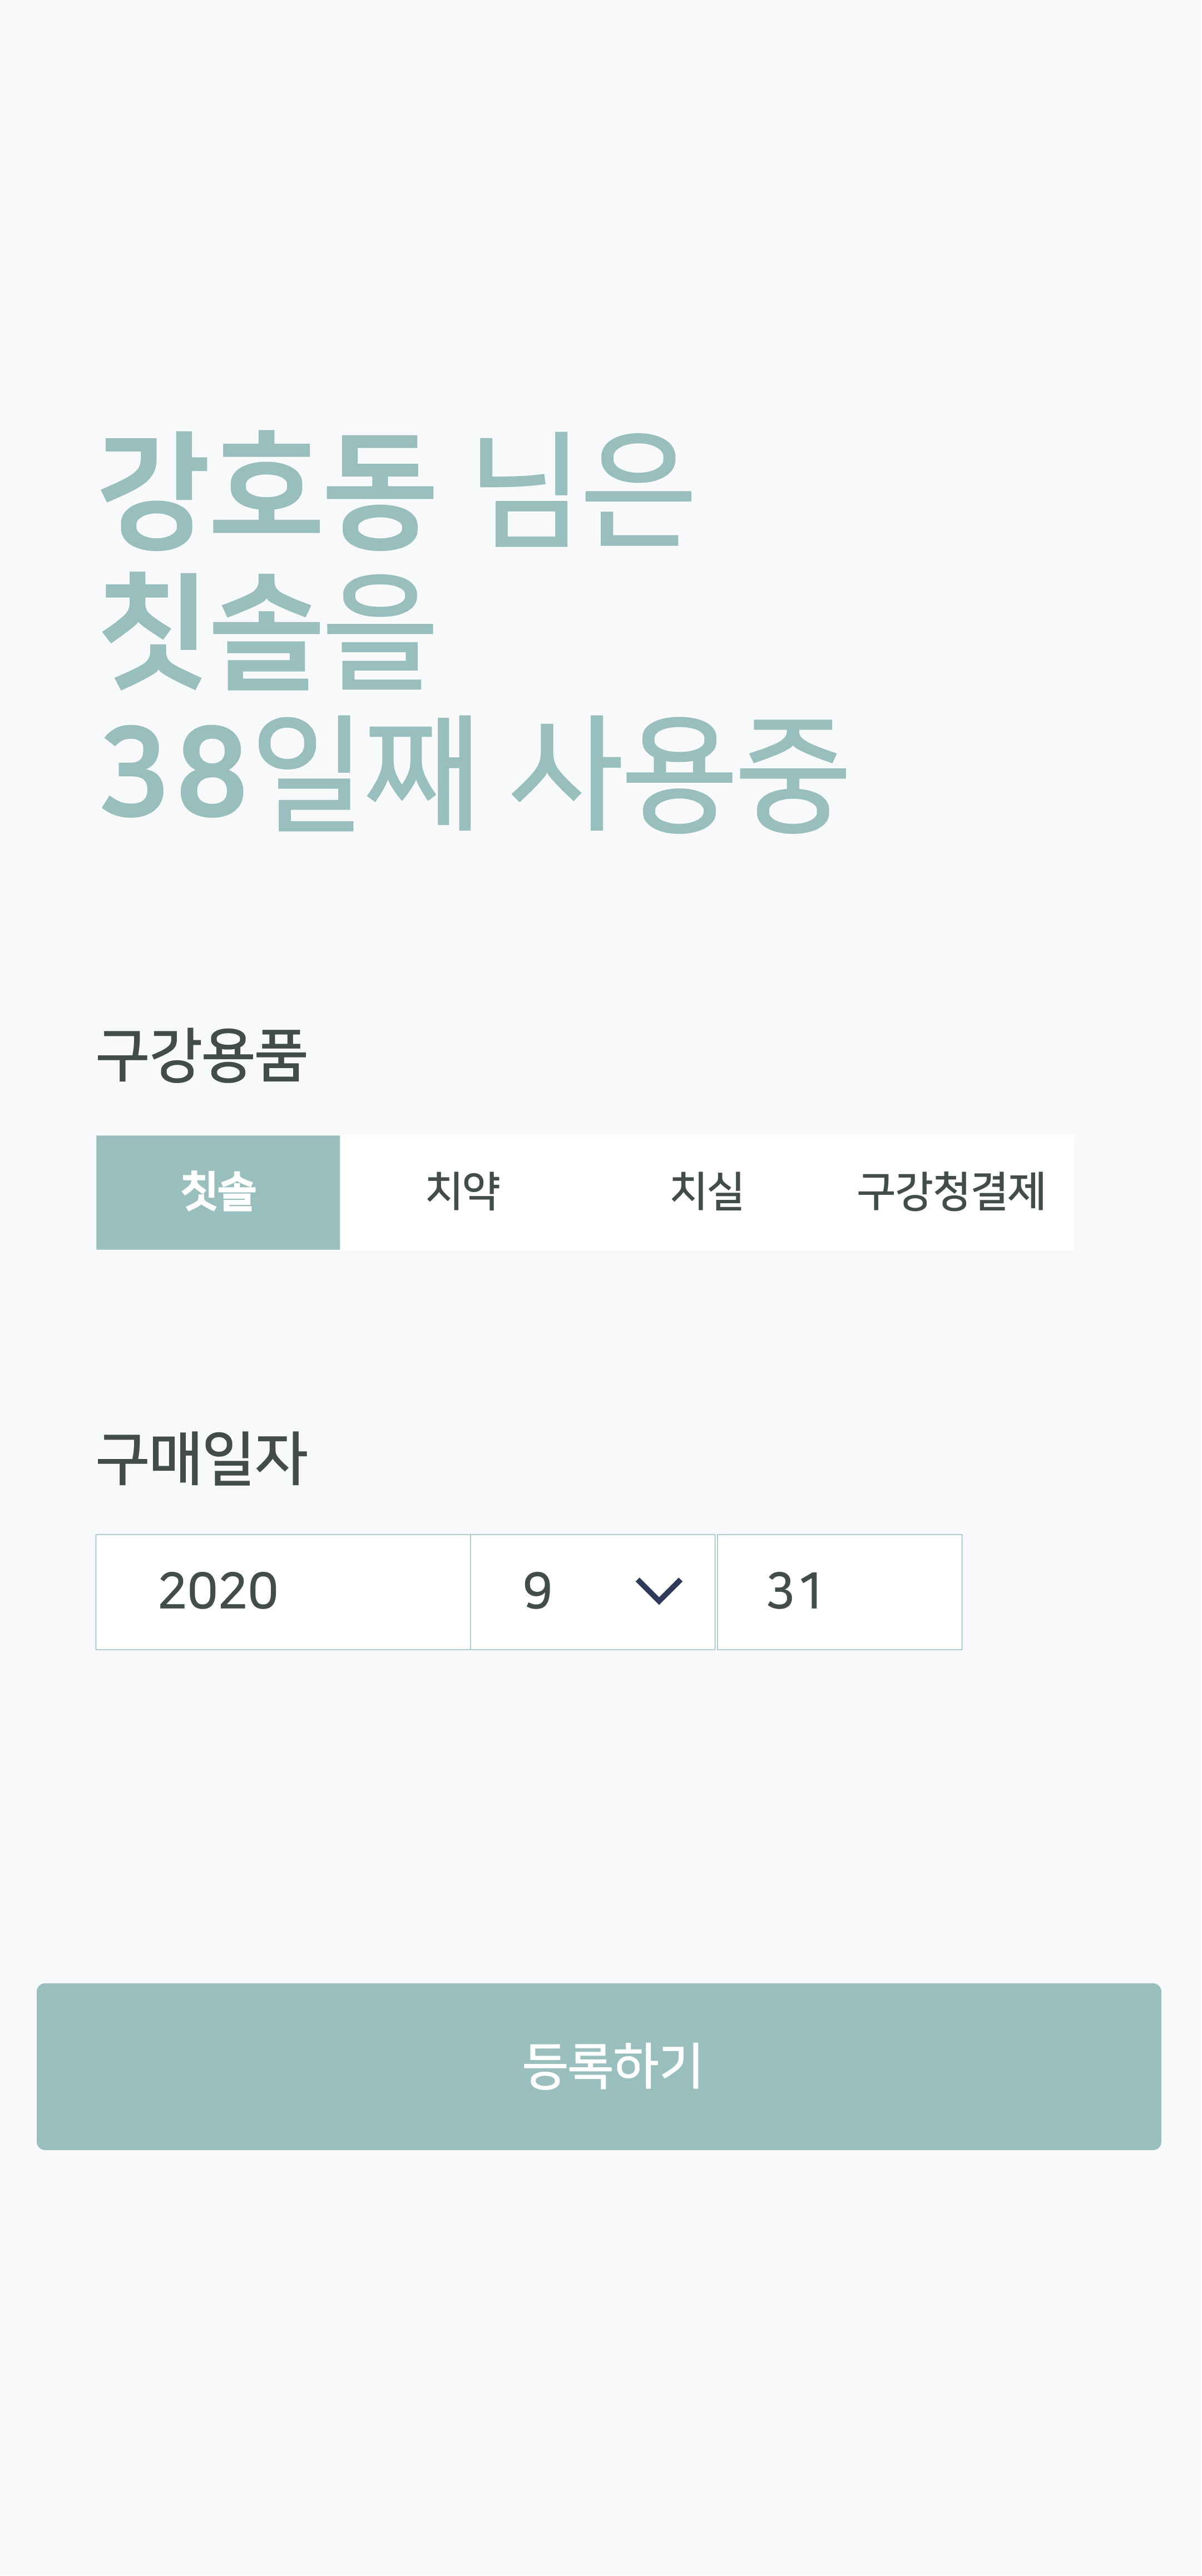 강호동 님은
칫솔을
38일째 사용중
구강용품
칫솔 치약 치실 구강청결제
구매일자
2020 9 31
등록하기